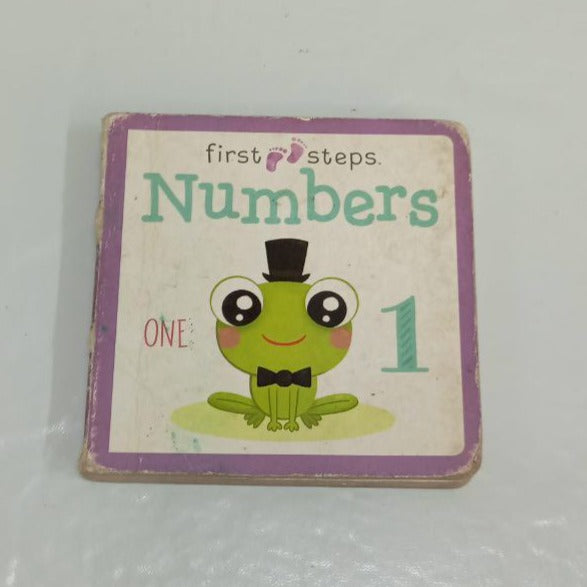 first steps.
Numbers
ONE 1